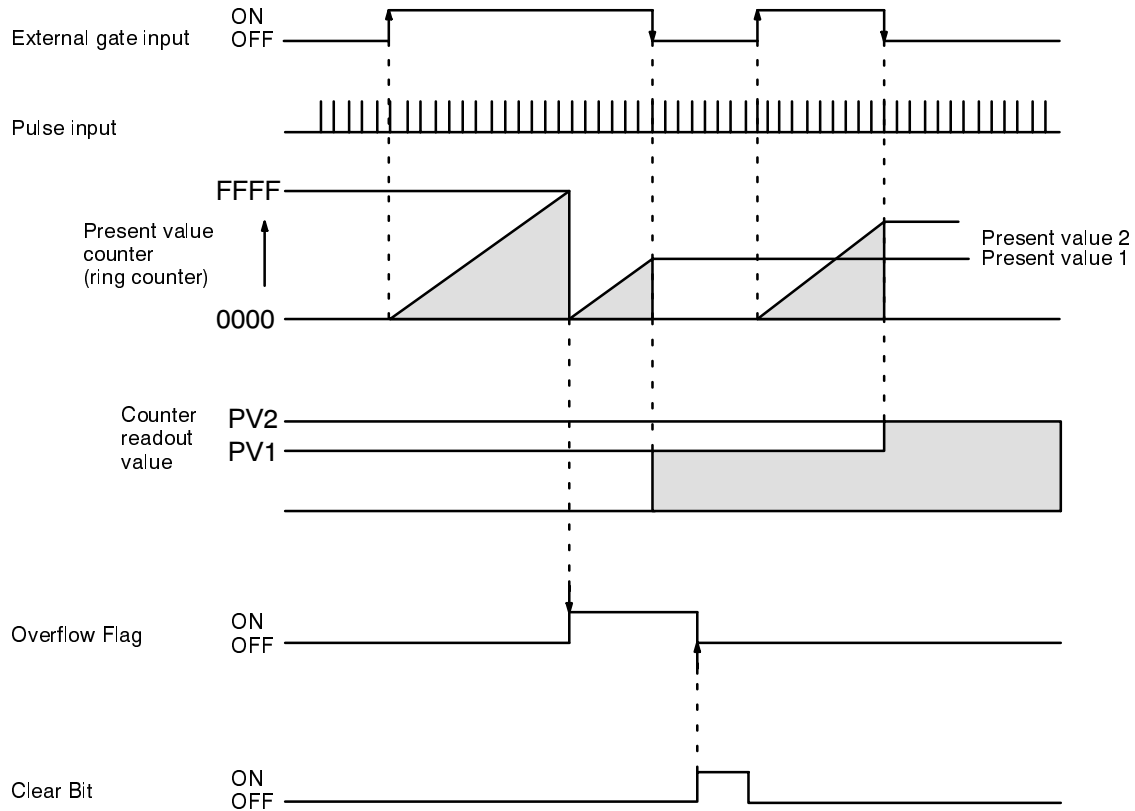 ON
External gate input
OFF
Pulse input
FFFF
Present value
counter
(ring counter)
Present value 2
Present value 1
0000
Counter
readout
value
PV2
PV1
ON
Overflow Flag
OFF
ON
Clear Bit
OFF